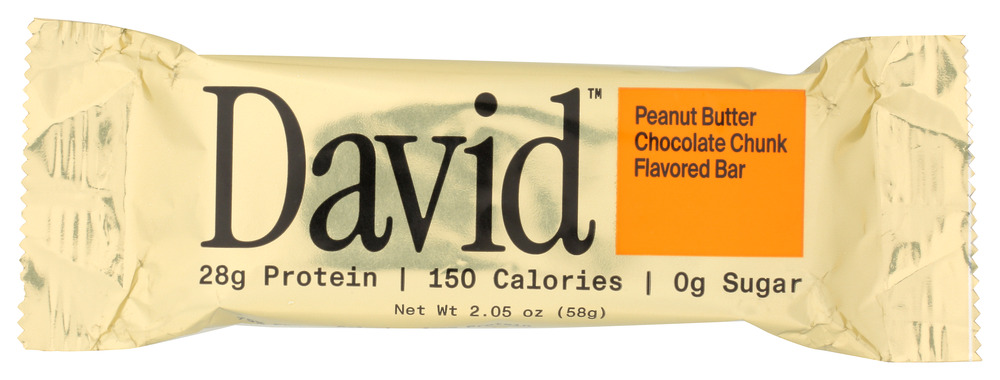 David™
Peanut Butter
Chocolate Chunk
Flavored Bar
28g Protein | 150 Calories | 0g Sugar
Net Wt 2.05 oz (58g)